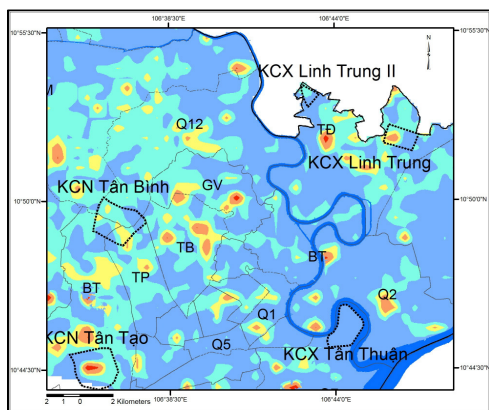 106°38'30"
106°44'0"
10°55'30"
10°55'30"
N
KCX Linh Trung II
M
Q12
TĐ
KCX Linh Trung
KCN Tân Bình
GV
10°50'0"N
10°50'0"
TB
BT
TP
BT
Q2
Q1
KCN Tân Tạo
Q5
KCX Tân Thuận
10°44'30"
10°44'30"
2 1 0 2 Kilometers
106°38'30"
106°44'0"